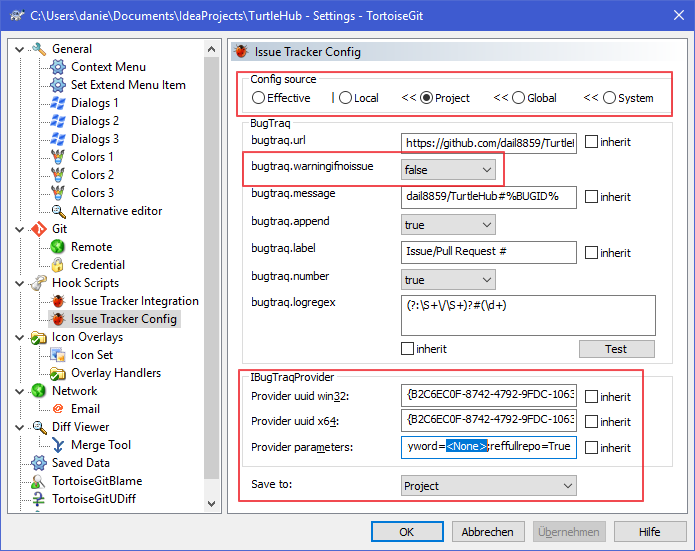 C:\Users\danie\Documents\IdeaProjects\TurtleHub - Settings - TortoiseGit
General
Context Menu
Set Extend Menu Item
Dialogs 1
Dialogs 2
Dialogs 3
Colors 1
Colors 2
Colors 3
Alternative editor
Git
Remote
Credential
Hook Scripts
Issue Tracker Integration
Issue Tracker Config
Icon Overlays
Icon Set
Overlay Handlers
Network
Email
Diff Viewer
Merge Tool
Saved Data
TortoiseGitBlame
TortoiseGitUDiff
Issue Tracker Config
Config source
Effective | Local << Project << Global << System
BugTraq
bugtraq.url https://github.com/dail8859/Turtlel inherit
bugtraq.warningifnoissue false
bugtraq.message dail8859/TurtleHub#%BUGID%
bugtraq.append true
bugtraq.label Issue/Pull Request # inherit
bugtraq.number true
bugtraq.logregex (?:\S+\/\S+)?#(\d+)
inherit Test
IBugTraqProvider
Provider uuid win32: {B2C6EC0F-8742-4792-9FDC-1063 inherit
Provider uuid x64: {B2C6EC0F-8742-4792-9FDC-1063 inherit
Provider parameters: yword=<None>;reffullrepo=True inherit
Save to: Project
OK Abbrechen Übernehmen Hilfe